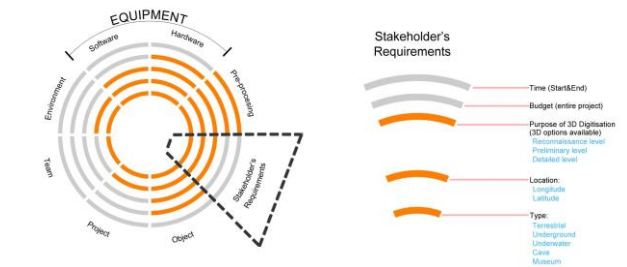 EQUIPMENT
Software
Hardware
Environment
Pre-procesing
Team
Stakeholder's
Requirements
Project
Object
Stakeholder's
Requirements
Time (Start&End)
Budget (entire project)
Purpose of 3D Digitisation
(3D options available)
Reconnaissance level
Preliminary level
Detailed level
Location:
Longitude
Latitude
Type:
Terrestrial
Underground
Underwater
Cave
Museum